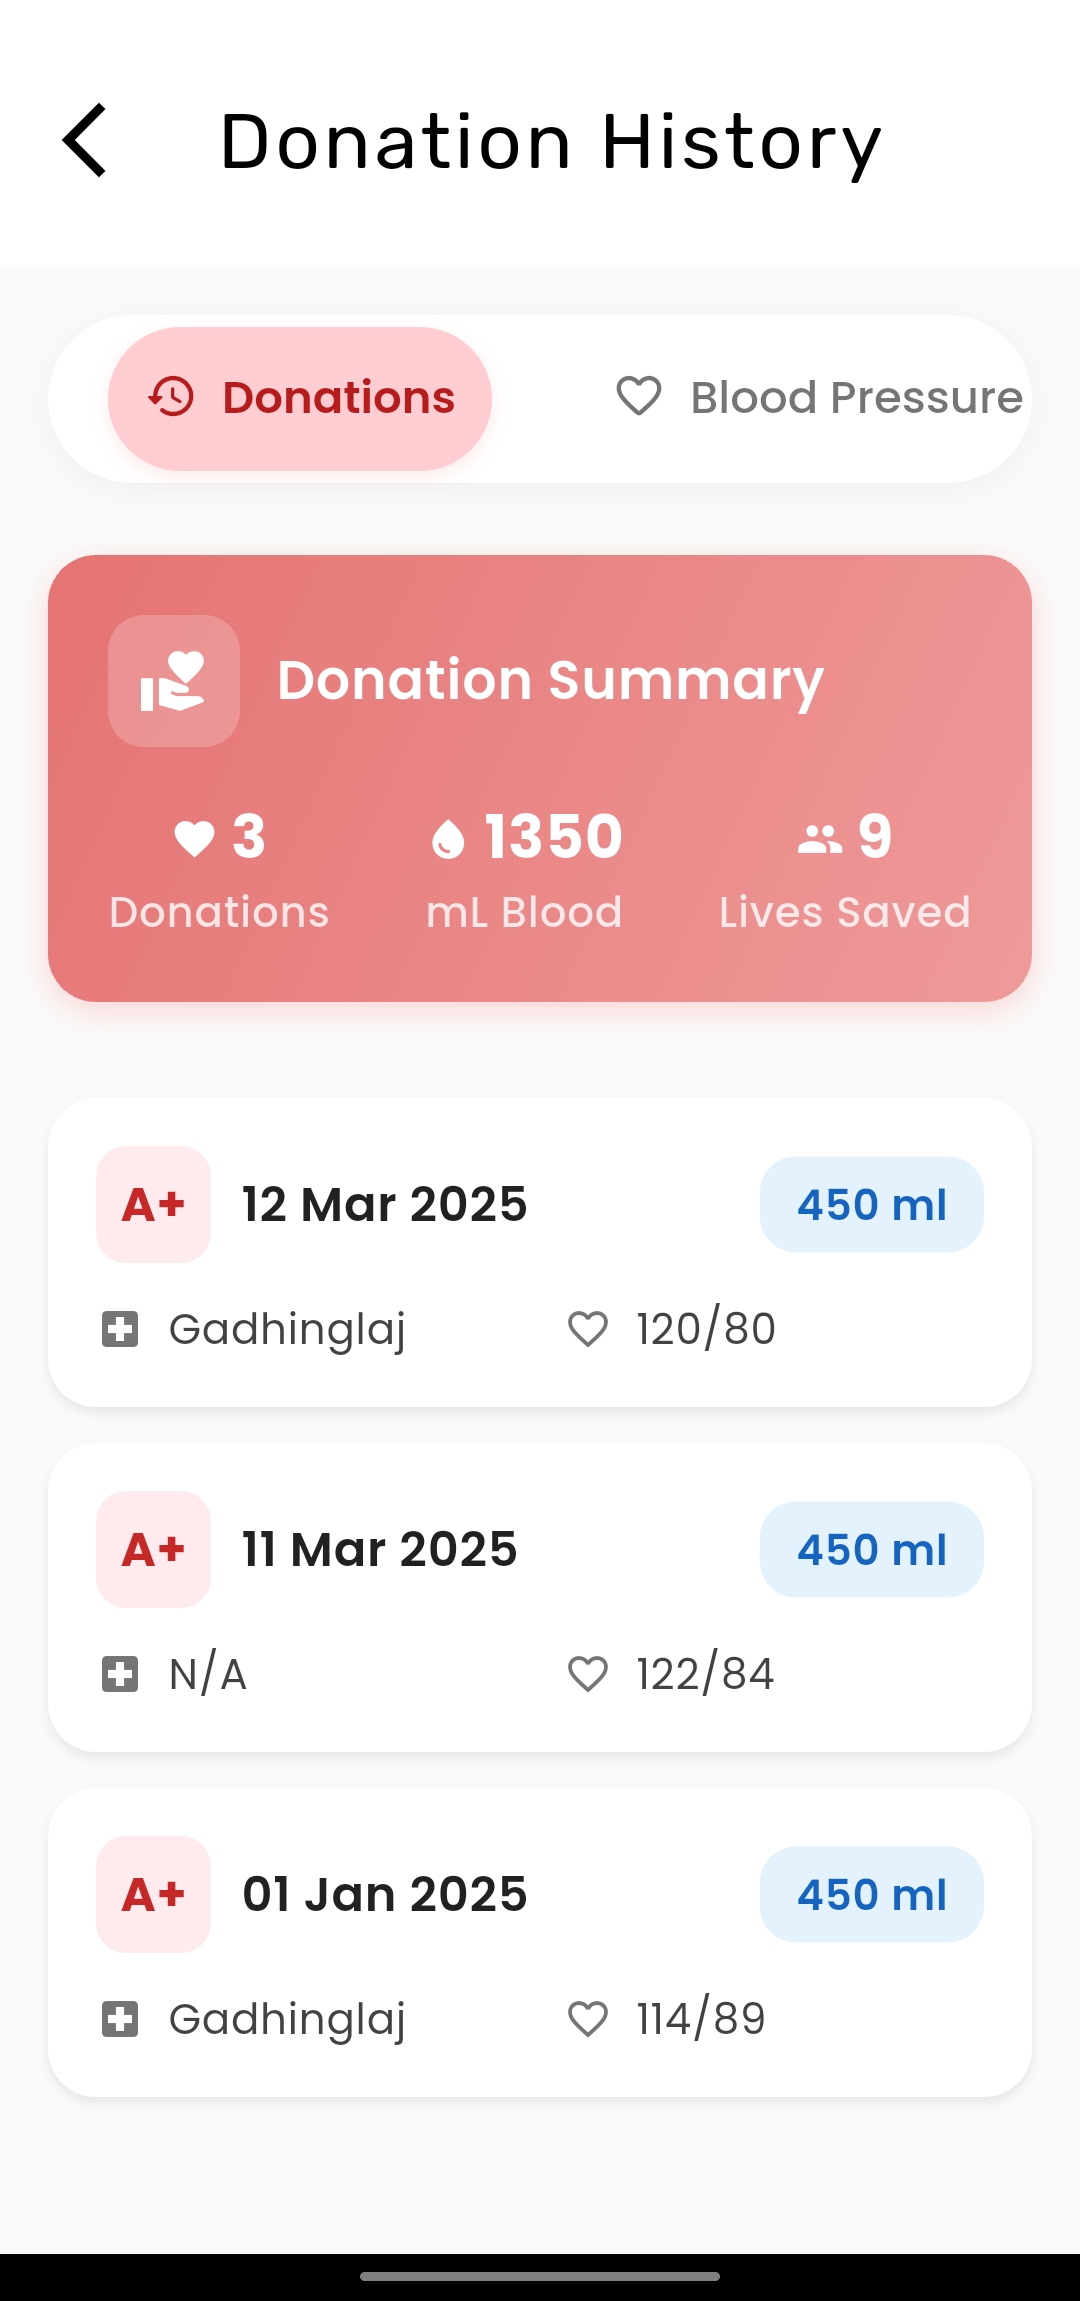 Donation History
Donations Blood Pressure
Donation Summary
3 1350 9
Donations mL Blood Lives Saved
A+ 12 Mar 2025 450 ml
Gadhinglaj 120/80
A+ 11 Mar 2025 450 ml
N/A 122/84
A+ 01 Jan 2025 450 ml
Gadhinglaj 114/89